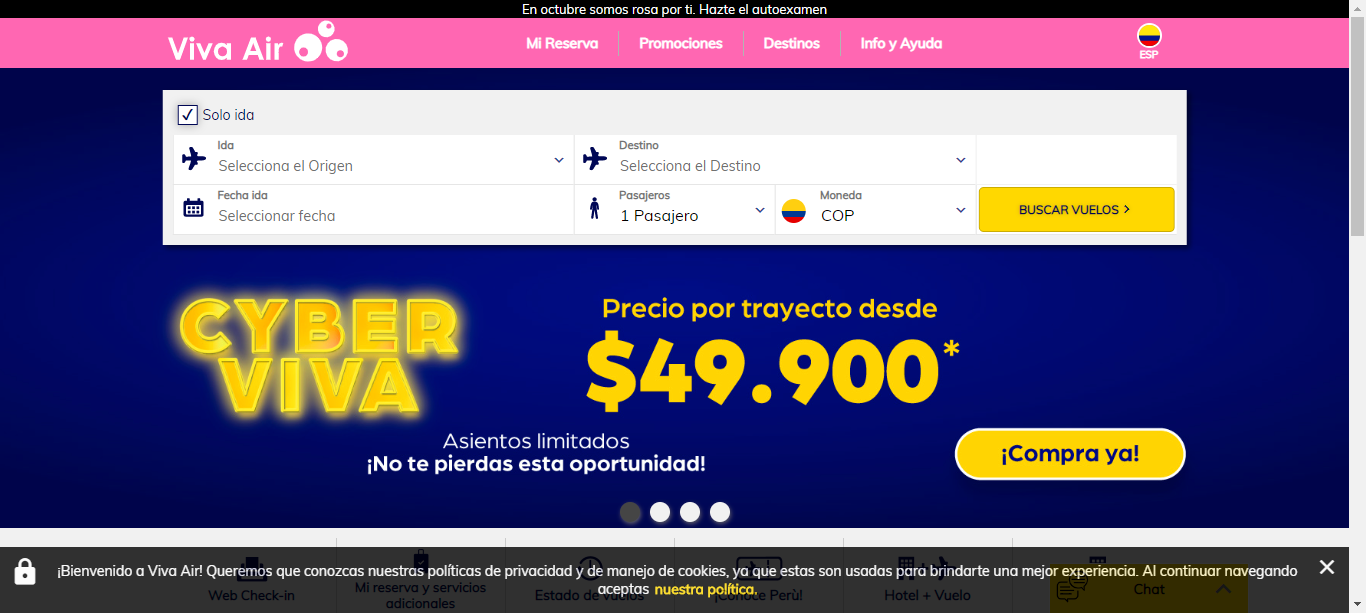 En octubre somos rosa por ti. Hazte el autoexamen
Viva Air
Mi Reserva
Promociones
Destinos
Info y Ayuda
ESP
Solo ida
Ida
Selecciona el Origen
Destino
Selecciona el Destino
Fecha ida
Seleccionar fecha
Pasajeros
1 Pasajero
Moneda
COP
BUSCAR VUELOS
CYBER
VIVA
Precio por trayecto desde
$49.900*
Asientos limitados
¡No te pierdas esta oportunidad!
¡Compra ya!
¡Bienvenido a Viva Air! Queremos que conozcas nuestras políticas de privacidad y de manejo de cookies, ya que estas son usadas para brindarte una mejor experiencia. Al continuar navegando
aceptas nuestra política.
Web Check-in
Mi reserva y servicios
adicionales
Estado de vuelos
¡Conoce Perù!
Hotel + Vuelo
Chat